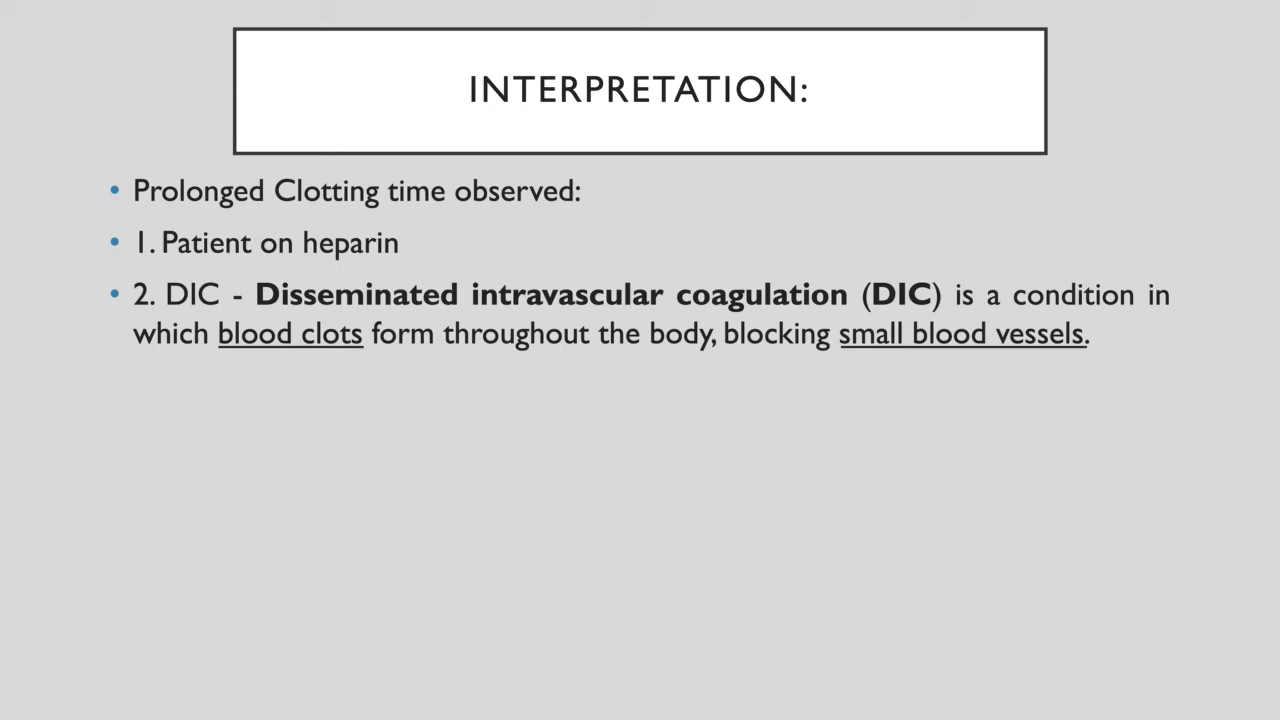 INTERPRETATION:
• Prolonged Clotting time observed:
• 1. Patient on heparin
• 2. DIC - Disseminated intravascular coagulation (DIC) is a condition in
which blood clots form throughout the body, blocking small blood vessels.